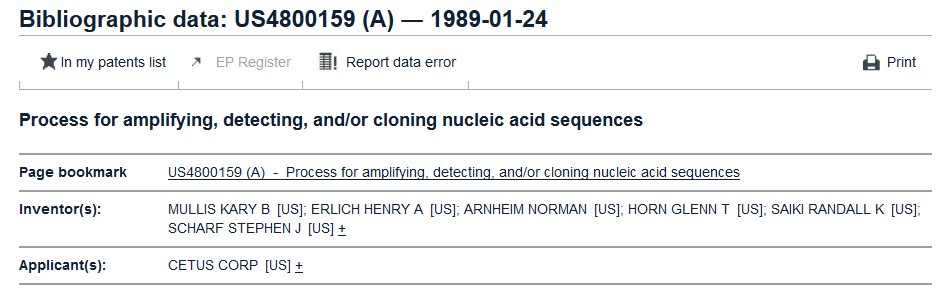 Bibliographic data: US4800159 (A) — 1989-01-24
In my patents list EP Register Report data error Print
Process for amplifying, detecting, and/or cloning nucleic acid sequences
Page bookmark US4800159 (A) - Process for amplifying, detecting, and/or cloning nucleic acid sequences
Inventor(s): MULLIS KARY B [US]; ERLICH HENRY A [US]; ARNHEIM NORMAN [US]; HORN GLENN T [US]; SAIKI RANDALL K [US];
SCHARF STEPHEN J [US] +
Applicant(s): CETUS CORP [US] +